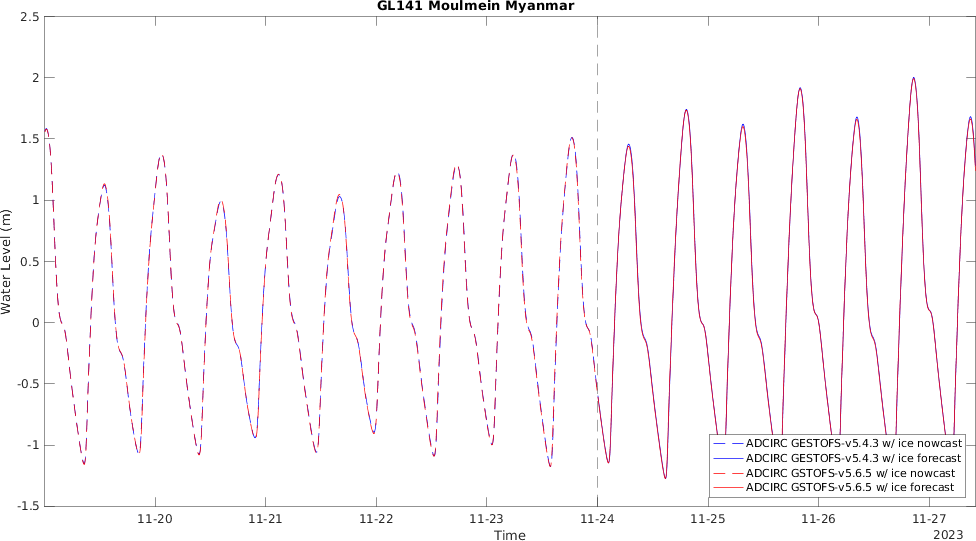 GL141 Moulmein Myanmar
2.5
2
1.5
1
0.5
0
-0.5
-1
-1.5
Water Level (m)
ADCIRC GESTOFS-v5.4.3 w/ ice nowcast
ADCIRC GESTOFS-v5.4.3 w/ ice forecast
ADCIRC GSTOFS-v5.6.5 w/ ice nowcast
ADCIRC GSTOFS-v5.6.5 w/ ice forecast
11-20 11-21 11-22 11-23 11-24 11-25 11-26 11-27
Time
2023